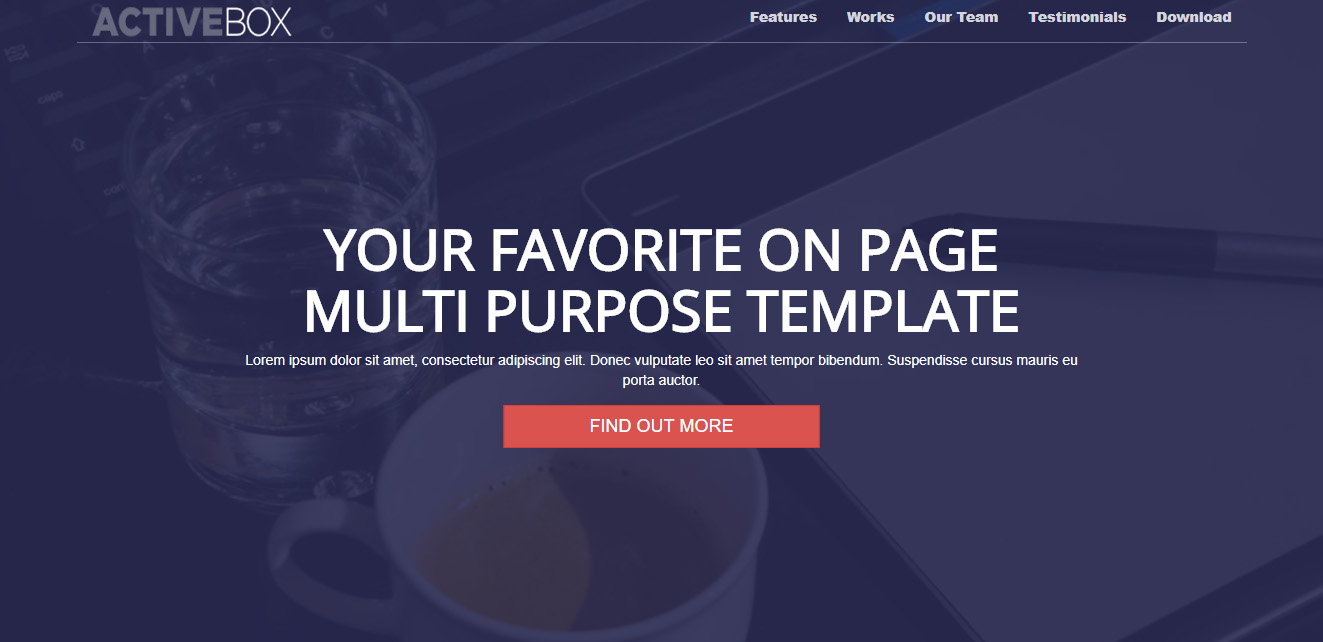 ACTIVEBOX
Features Works Our Team Testimonials Download
YOUR FAVORITE ON PAGE
MULTI PURPOSE TEMPLATE
Lorem ipsum dolor sit amet, consectetur adipiscing elit. Donec vulputate leo sit amet tempor bibendum. Suspendisse cursus mauris eu
porta auctor.
FIND OUT MORE